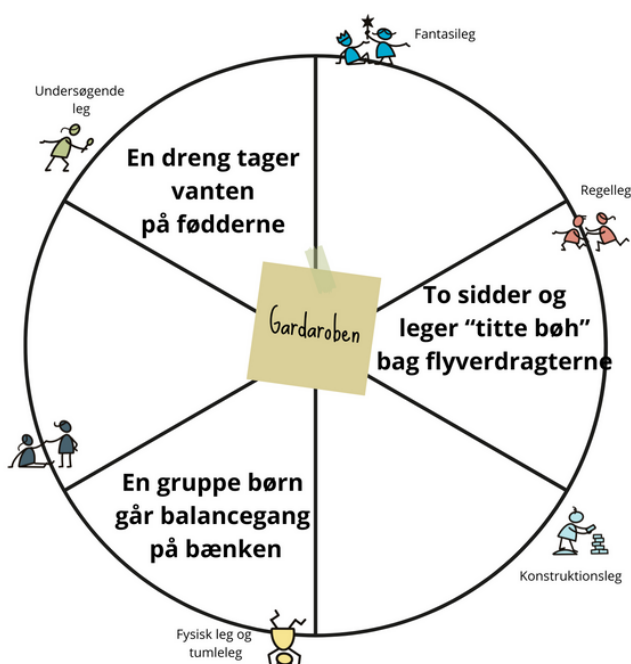 Fantasileg
Undersøgende
leg
En dreng tager
vanten
på fødderne
Regelleg
To sidder og
leger “titte bøh”
bag flyverdragterne
Gardaroben
En gruppe børn
går balancegang
på bænken
Konstruktionsleg
Fysisk leg og
tumleleg